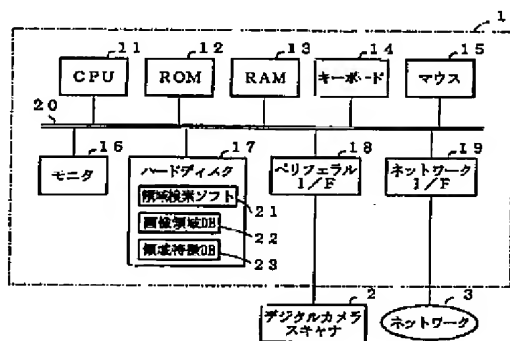 1
11 12 13 14 15
CPU ROM RAM キーボード マウス
20
16 17 18 19
モニタ ハードディスク ペリフェラル ネットワーク
I/F I/F
領域検索ソフト 21
画像領域DB 22
領域特徴DB 23
2 3
デジタルカメラ ネットワーク
スキャナ